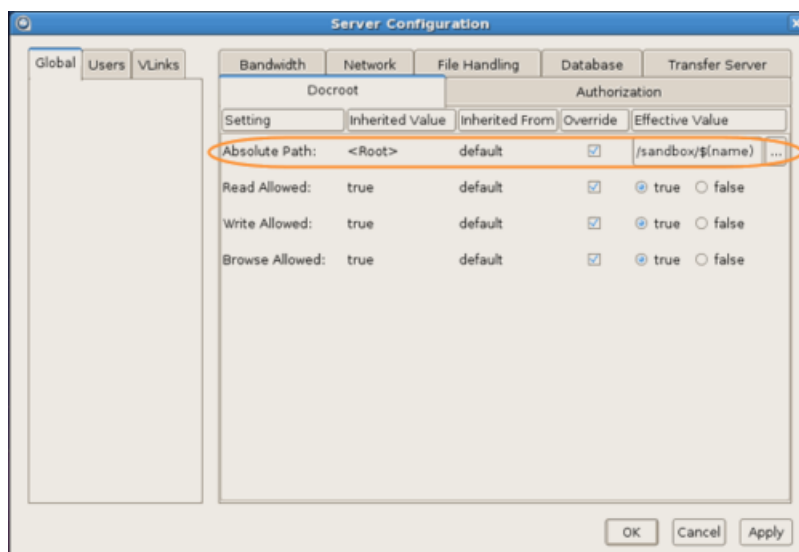 Server Configuration
Global Users VLinks
Bandwidth Network File Handling Database Transfer Server
Docroot Authorization
Setting Inherited Value Inherited From Override Effective Value
Absolute Path: <Root> default /sandbox/$(name) ...
Read Allowed: true default true false
Write Allowed: true default true false
Browse Allowed: true default true false
OK Cancel Apply